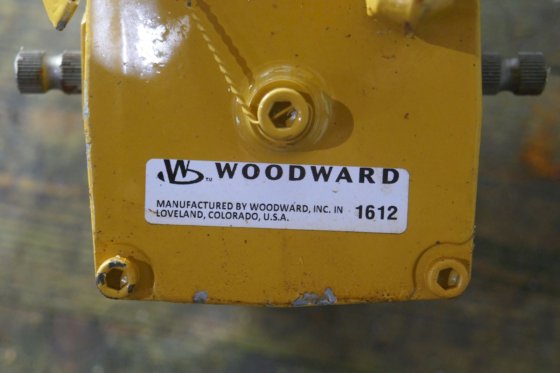 WOODWARD
MANUFACTURED BY WOODWARD, INC. IN
LOVELAND, COLORADO, U.S.A. 1612